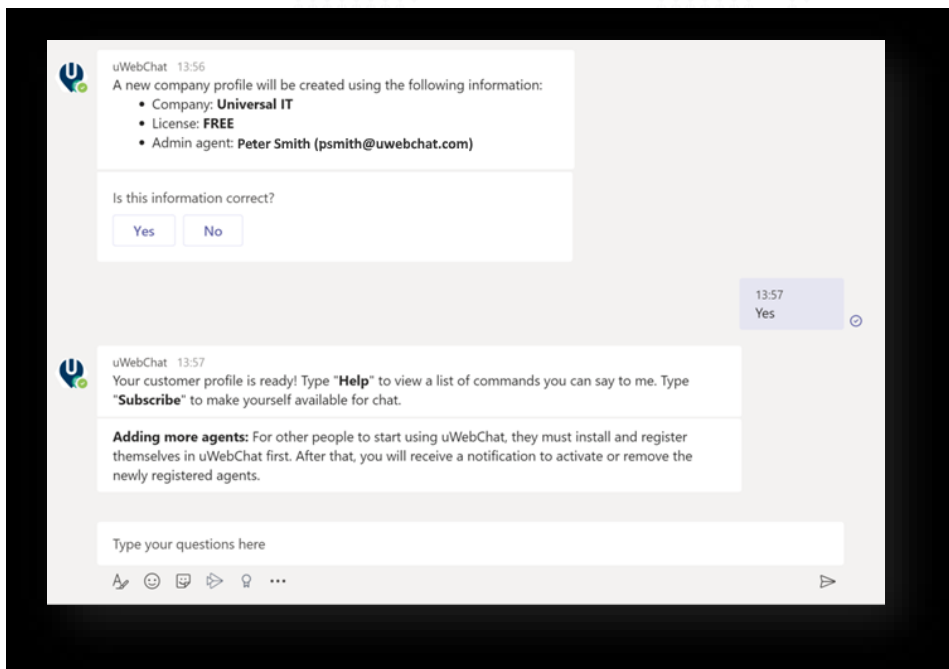 uWebChat 13:56
A new company profile will be created using the following information:
• Company: Universal IT
• License: FREE
• Admin agent: Peter Smith (psmith@uwebchat.com)
Is this information correct?
Yes No
13:57
Yes
uWebChat 13:57
Your customer profile is ready! Type "Help" to view a list of commands you can say to me. Type
"Subscribe" to make yourself available for chat.
Adding more agents: For other people to start using uWebChat, they must install and register
themselves in uWebChat first. After that, you will receive a notification to activate or remove the
newly registered agents.
Type your questions here